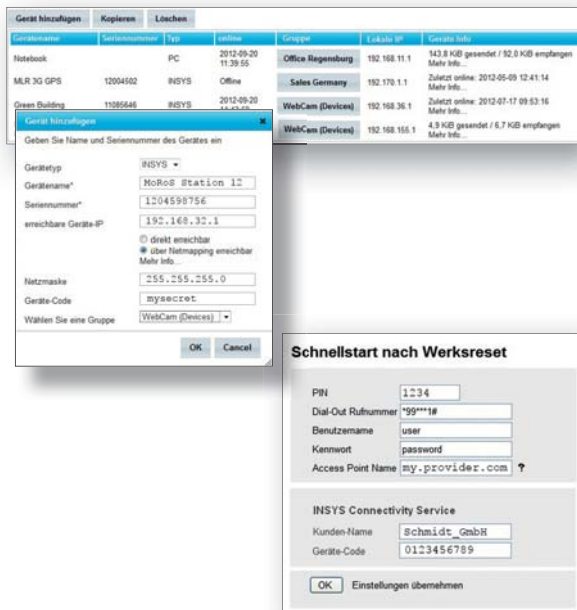 Gerät hinzufügen Kopieren Löschen
Gerätename Seriennummer Typ online Gruppe Lokale IP Geräte Info
Notebook PC 2012-09-20 11:39:55 Office Regensburg 192.168.11.1 143,8 KiB gesendet / 92,0 KiB empfangen
Mehr Info...
MLR 3G GPS 12004502 INSYS Offline Sales Germany 192.170.1.1 Zuletzt online: 2012-05-09 12:41:14
Mehr Info...
Green Building 11085646 INSYS 2012-09-20 WebCam (Devices) 192.168.36.1 Zuletzt online: 2012-07-17 09:53:16
Mehr Info...
WebCam (Devices) 192.168.155.1 4,9 KiB gesendet / 6,7 KiB empfangen
Mehr Info...
Gerät hinzufügen
Geben Sie Name und Seriennummer des Gerätes ein
Gerätetyp INSYS
Gerätename* MoRoS Station 12
Seriennummer* 1204598756
erreichbare Geräte-IP 192.168.32.1
direkt erreichbar
über Netmapping erreichbar
Mehr Info...
Netzmaske 255.255.255.0
Geräte-Code mysecret
Wählen Sie eine Gruppe WebCam (Devices)
OK Cancel
Schnellstart nach Werksreset
PIN 1234
Dial-Out Rufnummer *99***1#
Benutzername user
Kennwort password
Access Point Name my.provider.com ?
INSYS Connectivity Service
Kunden-Name Schmidt_GmbH
Geräte-Code 0123456789
OK Einstellungen übernehmen